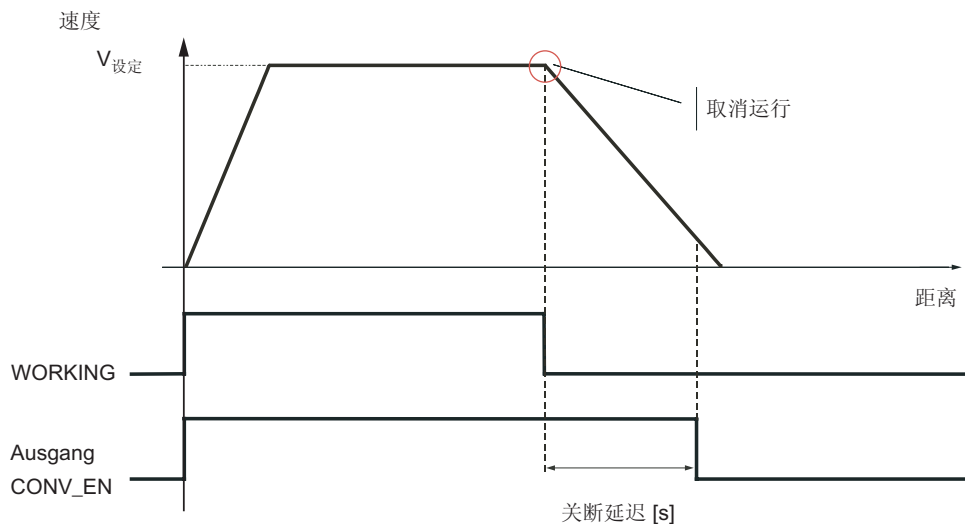 速度
V设定
取消运行
距离
WORKING
Ausgang
CONV_EN
关断延迟 [s]